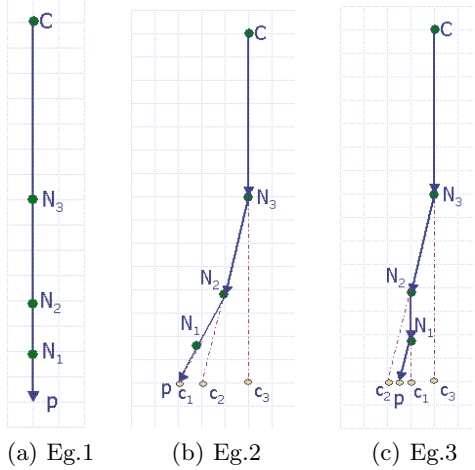 C
N₃
N₂
N₁
p
(a) Eg.1
C
N₃
N₂
N₁
p
c₁
c₂
c₃
(b) Eg.2
C
N₃
N₂
N₁
c₂
p
c₁
c₃
(c) Eg.3